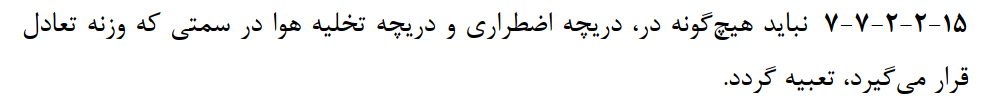 ۷-۷-۲-۲-۱۵ نباید هیچ‌گونه در، دریچه اضطراری و دریچه تخلیه هوا در سمتی که وزنه تعادل
قرار می‌گیرد، تعبیه گردد.